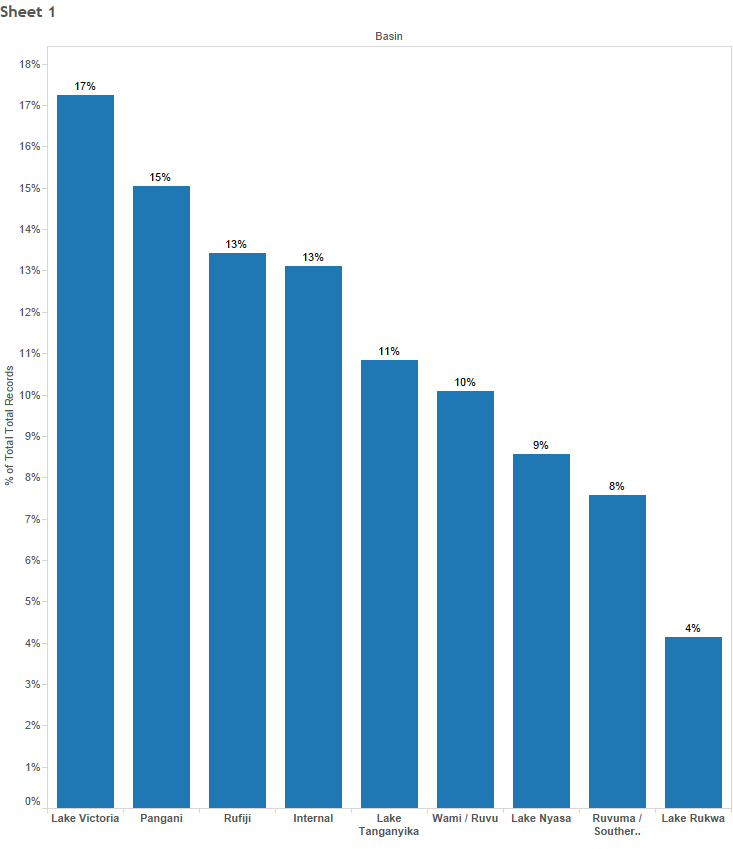 Sheet 1
Basin
18%
17%
16%
15%
14%
13%
12%
11%
10%
9%
8%
7%
6%
5%
4%
3%
2%
1%
0%
% of Total Total Records
17%
15%
13%
13%
11%
10%
9%
8%
4%
Lake Victoria
Pangani
Rufiji
Internal
Lake
Tanganyika
Wami / Ruvu
Lake Nyasa
Ruvuma /
Souther..
Lake Rukwa